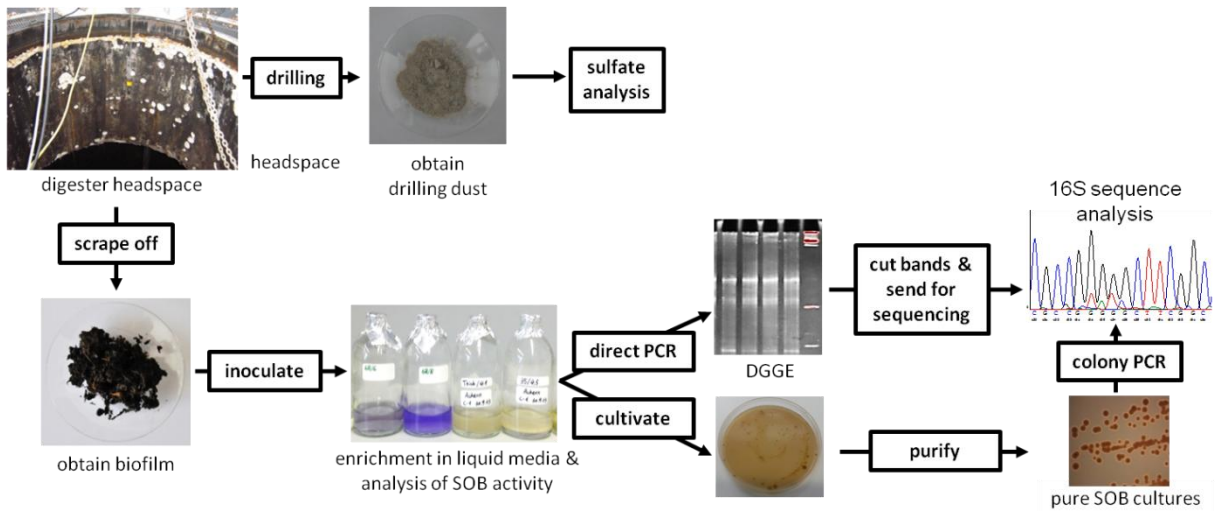 drilling
sulfate
analysis
headspace
obtain
drilling dust
digester headspace
scrape off
16S sequence
analysis
cut bands &
send for
sequencing
direct PCR
DGGE
inoculate
colony PCR
cultivate
obtain biofilm
enrichment in liquid media &
analysis of SOB activity
purify
pure SOB cultures